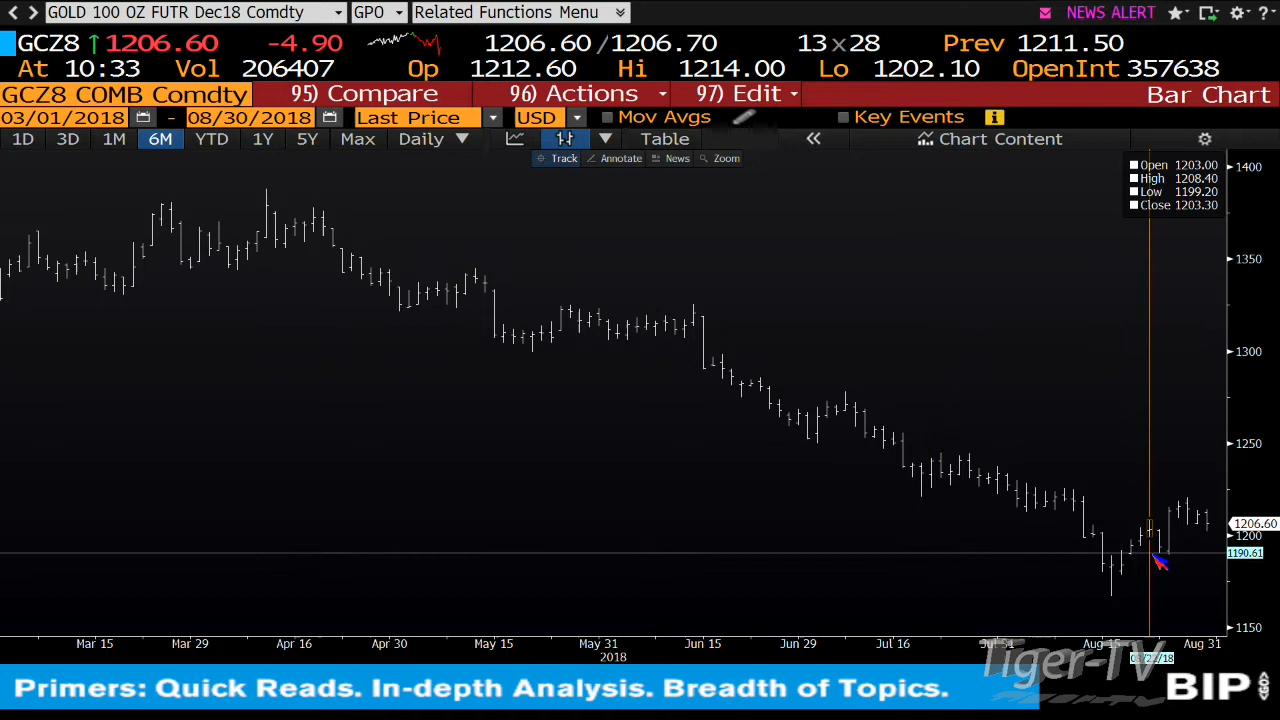 GOLD 100 OZ FUTR Dec18 Comdty GPO Related Functions Menu NEWS ALERT ?
GCZ8 ↑1206.60 -4.90 1206.60/1206.70 13x28 Prev 1211.50
At 10:33 Vol 206407 Op 1212.60 Hi 1214.00 Lo 1202.10 OpenInt 357638
GCZ8 COMB Comdty 95) Compare 96) Actions 97) Edit Bar Chart
03/01/2018 - 08/30/2018 Last Price USD Mov Avgs Key Events
1D 3D 1M 6M YTD 1Y 5Y Max Daily Table « Chart Content
Track Annotate News Zoom
Open 1203.00
High 1208.40
Low 1199.20
Close 1203.30
1400
1350
1300
1250
1206.60
1200
1190.61
1150
Mar 15 Mar 29 Apr 16 Apr 30 May 15 May 31 Jun 15 Jun 29 Jul 16 Jul 31 Aug 15 Aug 31
2018
Tiger-TV
Primers: Quick Reads. In-depth Analysis. Breadth of Topics.
BIP